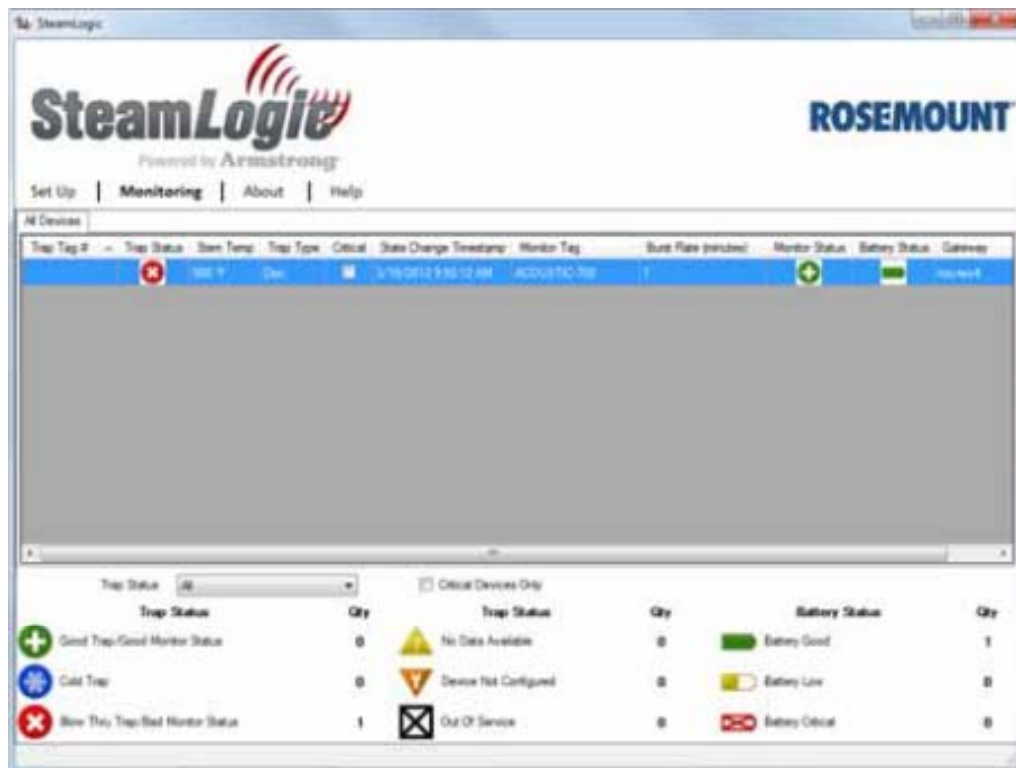 SteamLogic
SteamLogic
Powered by Armstrong
ROSEMOUNT
Set Up | Monitoring | About | Help
All Devices
Trap Tag # Trap Status Stem Temp Trap Type Critical State Change Timestamp Monitor Tag Burst Rate (minutes) Monitor Status Battery Status Gateway
Disc ACOUSTIC-708 1
Trap Status All Critical Devices Only
Trap Status Qty Trap Status Qty Battery Status Qty
Good Trap/Good Monitor Status 0 No Data Available 0 Battery Good 1
Cold Trap 0 Device Not Configured 0 Battery Low 0
Blow Thru Trap/Bad Monitor Status 1 Out Of Service 0 Battery Critical 0